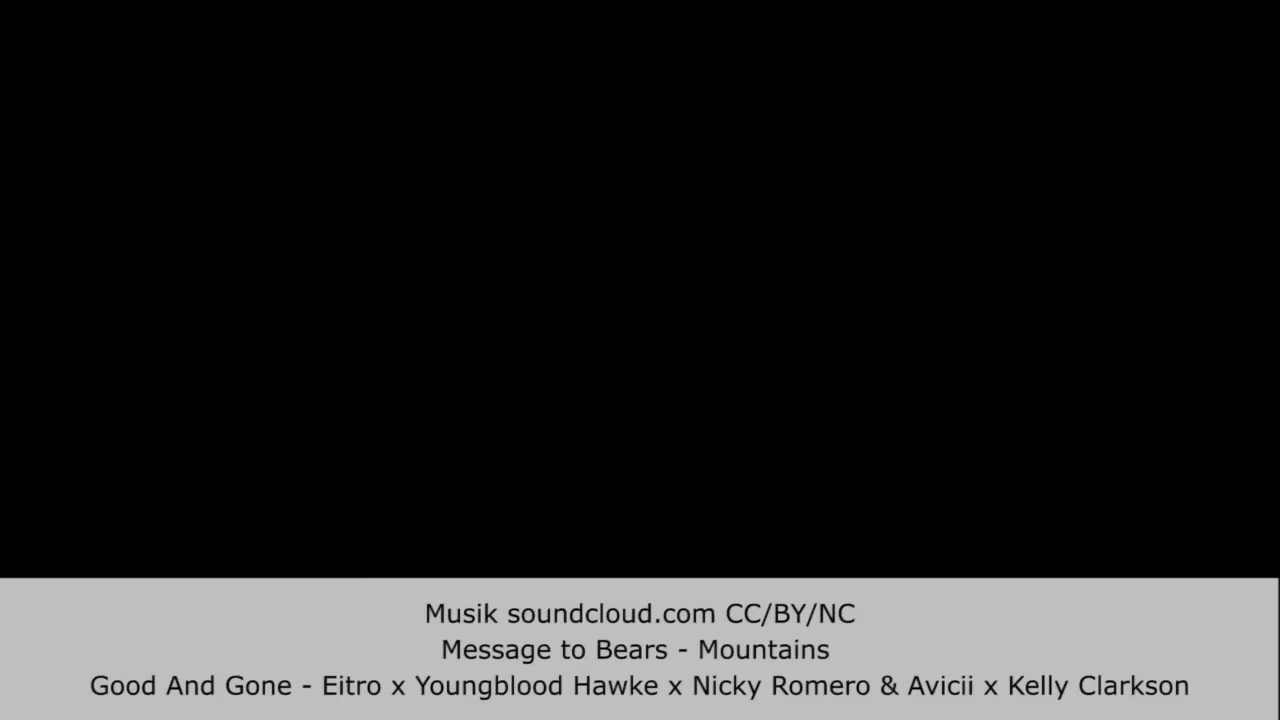 Musik soundcloud.com CC/BY/NC
Message to Bears - Mountains
Good And Gone - Eitro x Youngblood Hawke x Nicky Romero & Avicii x Kelly Clarkson